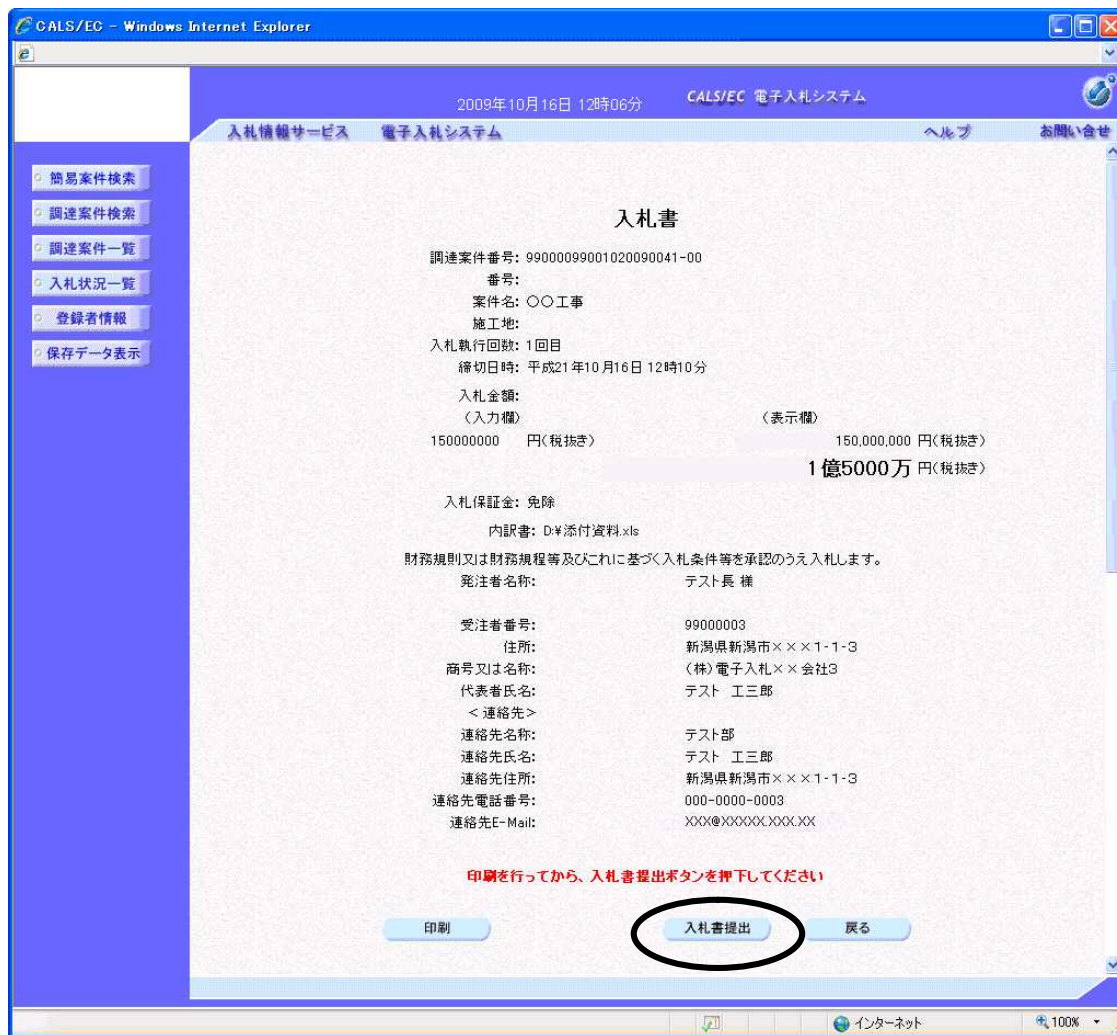 CALS/EC - Windows Internet Explorer
2009年10月16日 12時06分
CALS/EC 電子入札システム
入札情報サービス 電子入札システム ヘルプ お問い合せ
簡易案件検索
調達案件検索
調達案件一覧
入札状況一覧
登録者情報
保存データ表示
入札書
調達案件番号: 99000099001020090041-00
番号:
案件名: 〇〇工事
施工地:
入札執行回数: 1回目
締切日時: 平成21年10月16日 12時10分
入札金額:
(入力欄) (表示欄)
150000000 円(税抜き) 150,000,000 円(税抜き)
1億5000万 円(税抜き)
入札保証金: 免除
内訳書: D:¥添付資料.xls
財務規則又は財務規程等及びこれに基づく入札条件等を承認のうえ入札します。
発注者名称: テスト長 様
受注者番号: 99000003
住所: 新潟県新潟市×××1-1-3
商号又は名称: (株)電子入札××会社3
代表者氏名: テスト 工三郎
<連絡先>
連絡先名称: テスト部
連絡先氏名: テスト 工三郎
連絡先住所: 新潟県新潟市×××1-1-3
連絡先電話番号: 000-0000-0003
連絡先E-Mail: XXX@XXXXX.XXX.XX
印刷を行ってから、入札書提出ボタンを押下してください
印刷 入札書提出 戻る
インターネット 100%